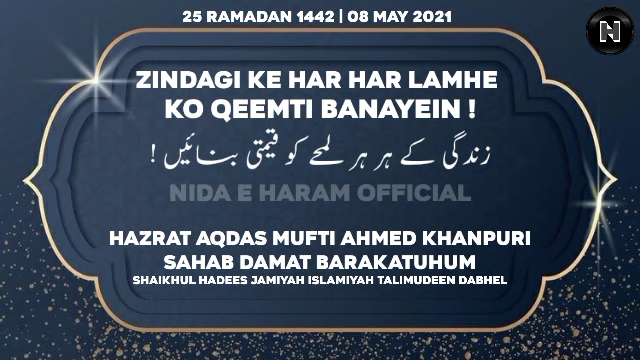 25 RAMADAN 1442 | 08 MAY 2021
N
ZINDAGI KE HAR HAR LAMHE
KO QEEMTI BANAYEIN !
زندگی کے ہر ہر لمحے کو قیمتی بنائیں !
NIDA E HARAM OFFICIAL
HAZRAT AQDAS MUFTI AHMED KHANPURI
SAHAB DAMAT BARAKATUHUM
SHAIKHUL HADEES JAMIYAH ISLAMIYAH TALIMUDEEN DABHEL